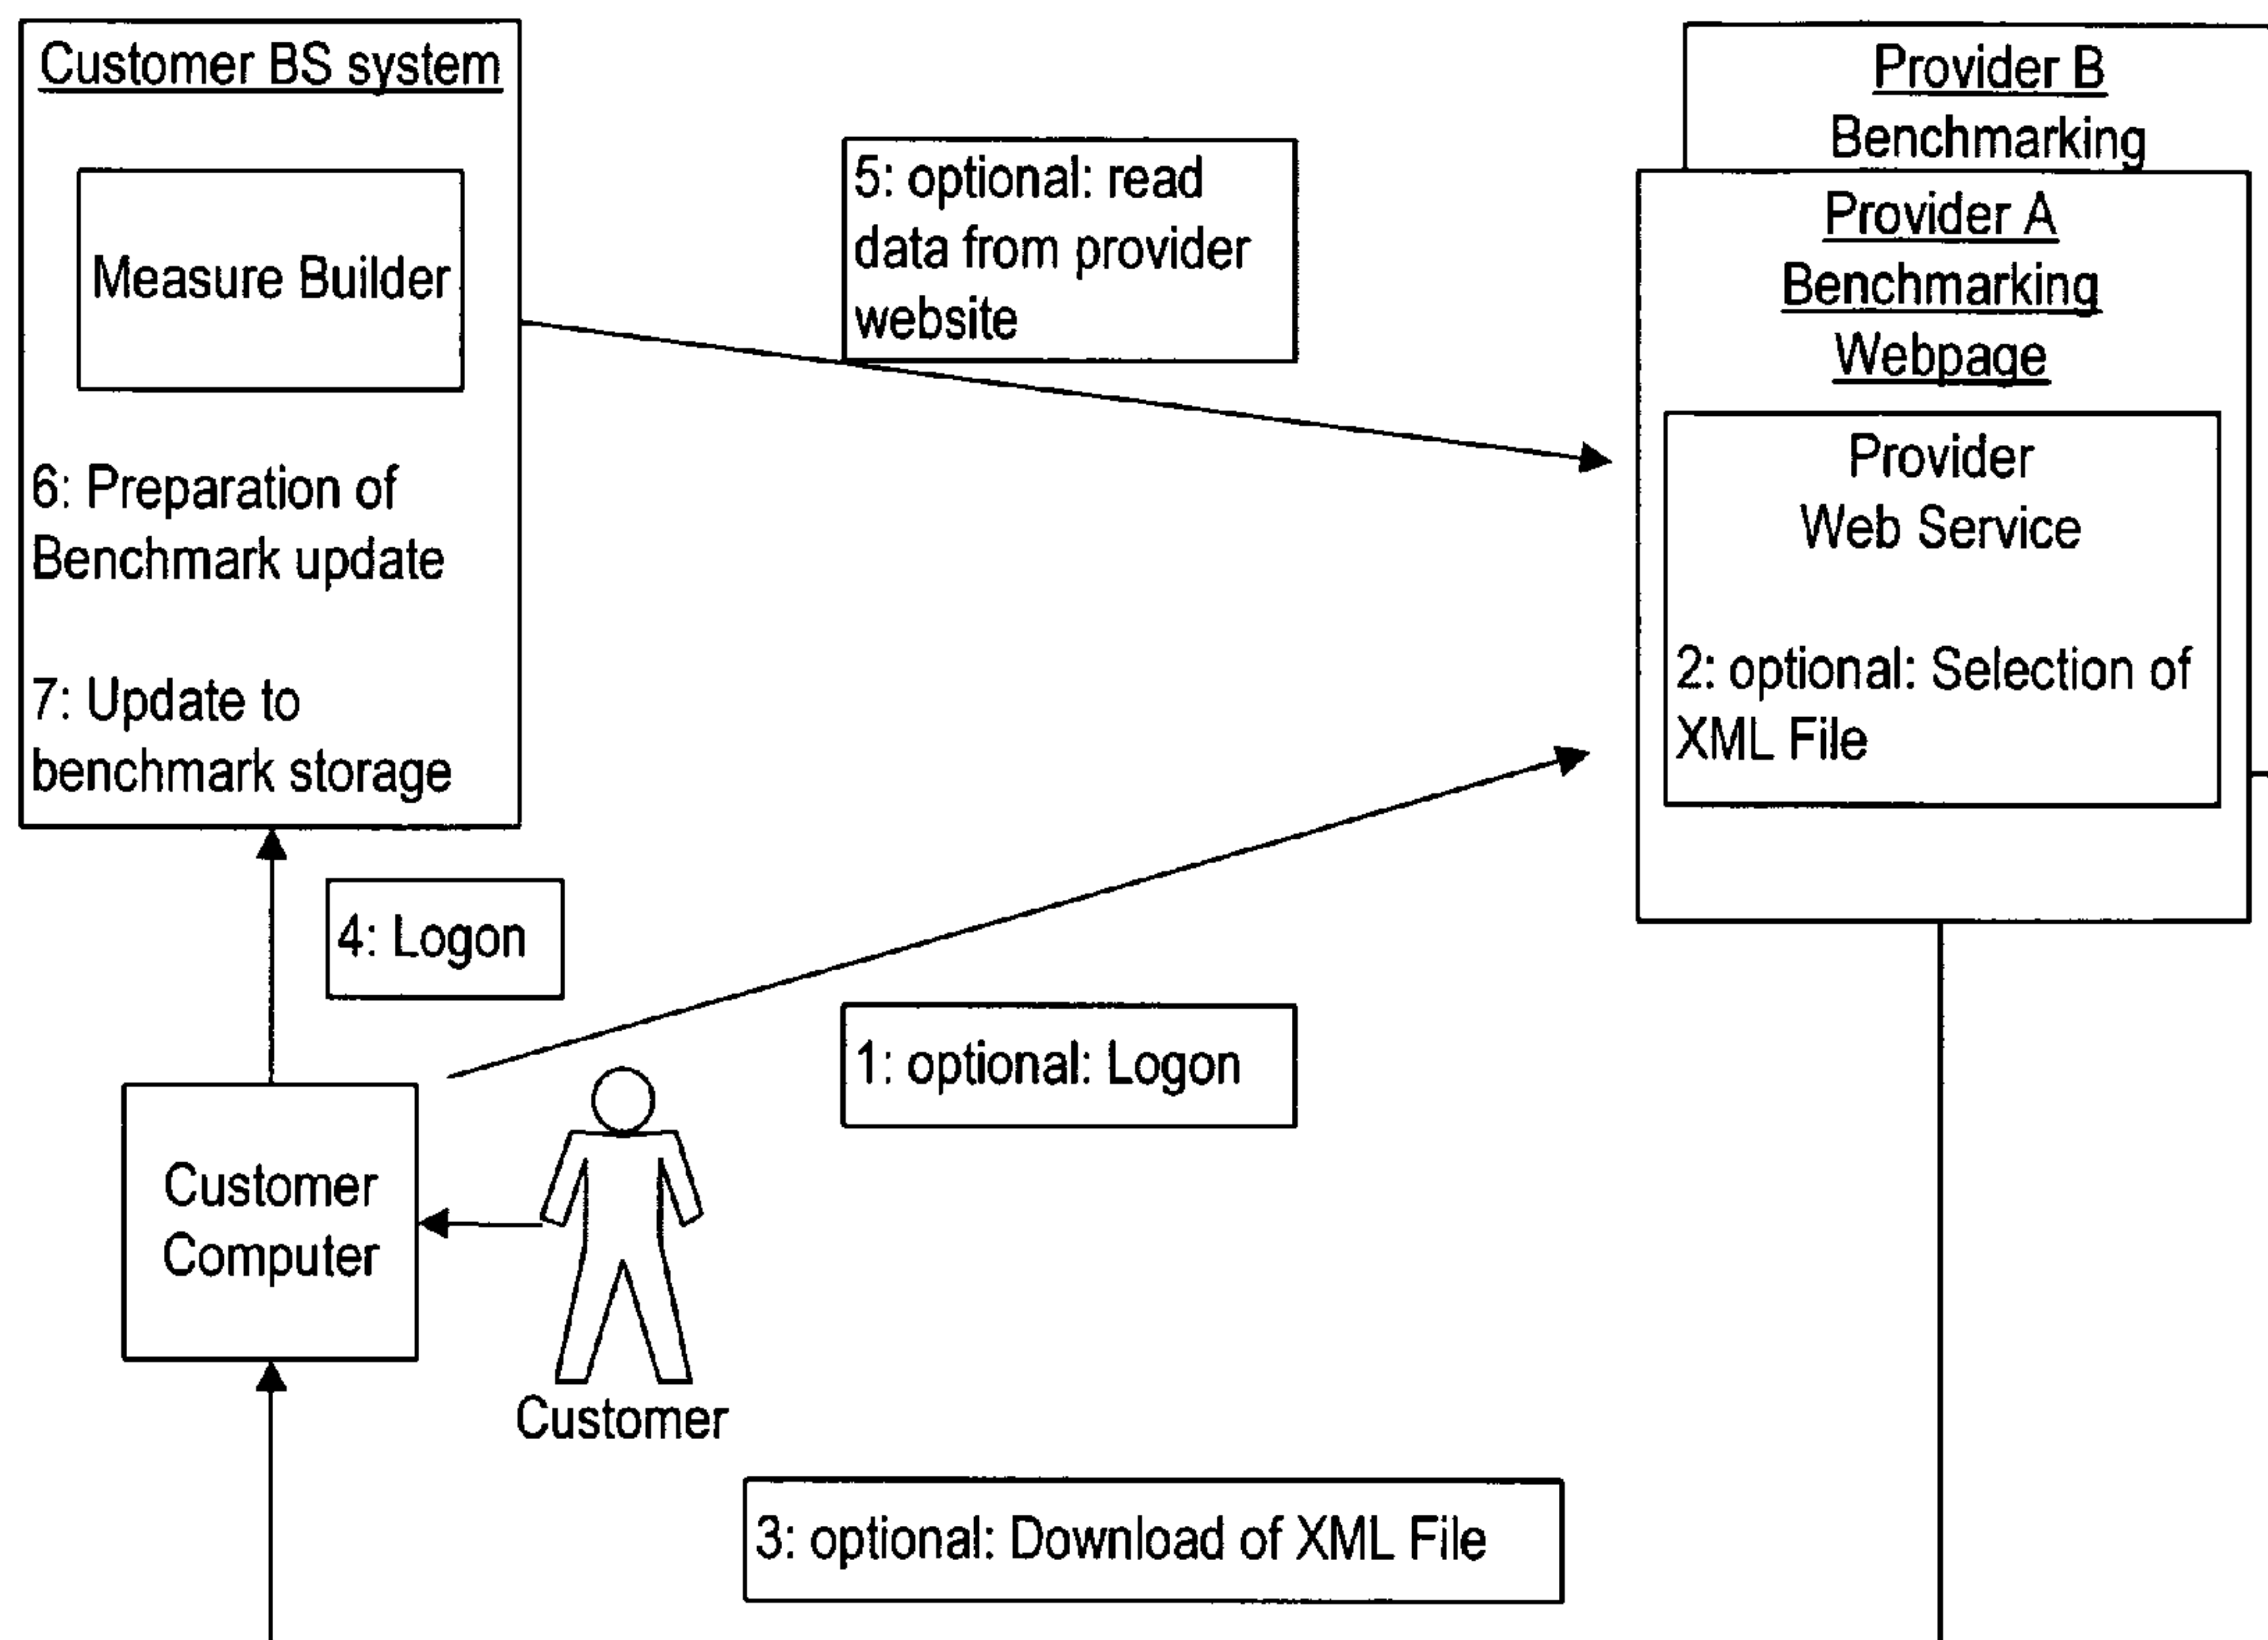 Customer BS system
Measure Builder
6: Preparation of
Benchmark update
7: Update to
benchmark storage
5: optional: read
data from provider
website
Provider B
Benchmarking
Provider A
Benchmarking
Webpage
Provider
Web Service
2: optional: Selection of
XML File
4: Logon
1: optional: Logon
Customer
Computer
Customer
3: optional: Download of XML File